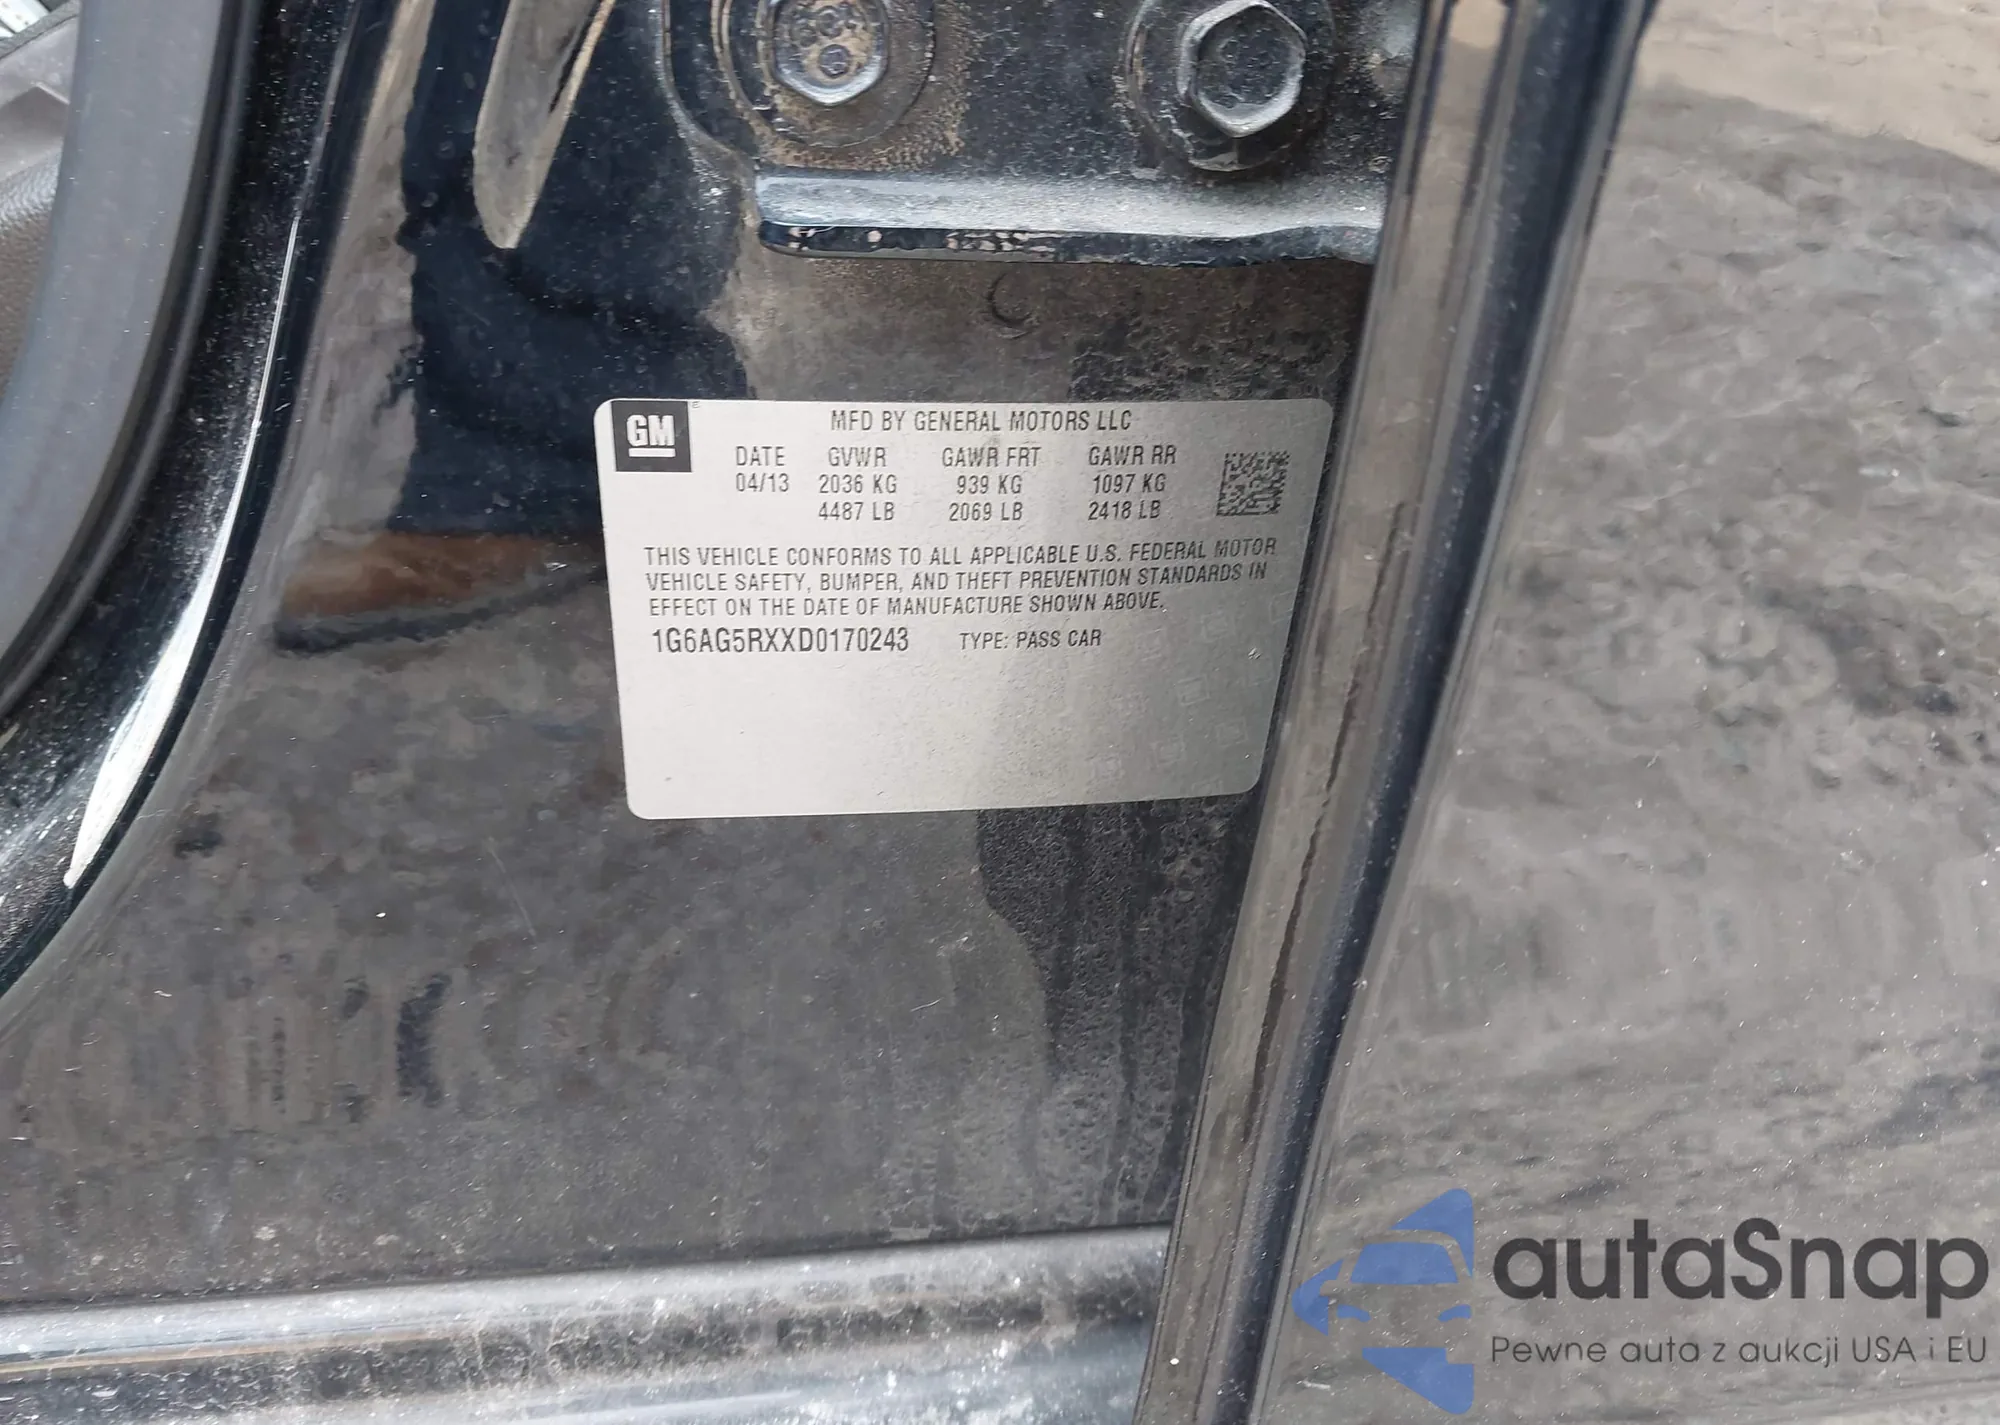 GM
MFD BY GENERAL MOTORS LLC
DATE GVWR GAWR FRT GAWR RR
04/13 2036 KG 939 KG 1097 KG
4487 LB 2069 LB 2418 LB
THIS VEHICLE CONFORMS TO ALL APPLICABLE U.S. FEDERAL MOTOR
VEHICLE SAFETY, BUMPER, AND THEFT PREVENTION STANDARDS IN
EFFECT ON THE DATE OF MANUFACTURE SHOWN ABOVE.
1G6AG5RXXD0170243 TYPE: PASS CAR
autaSnap
Pewne auta z aukcji USA i EU